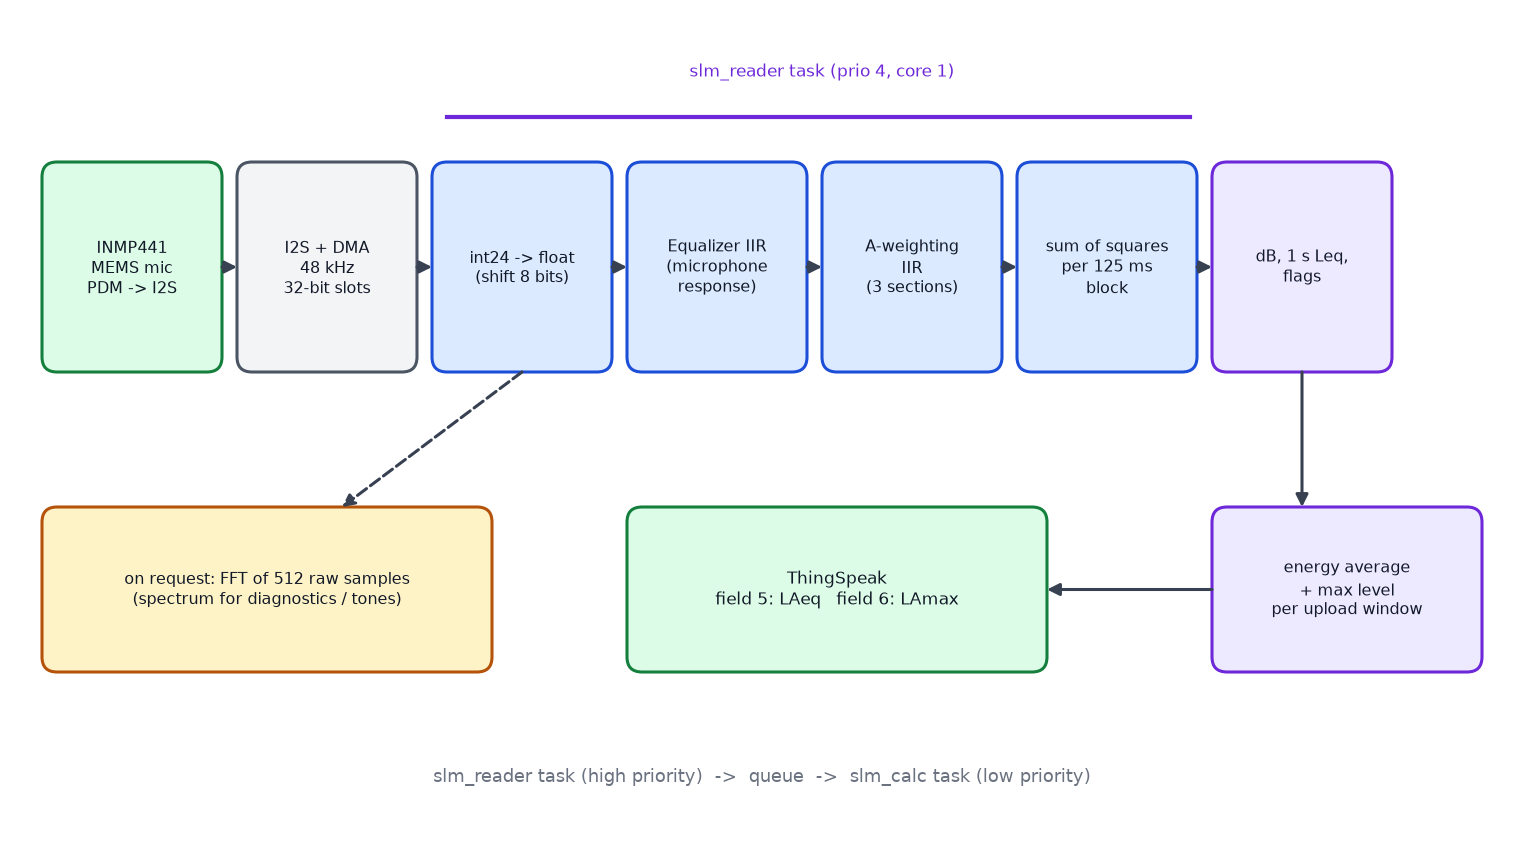 slm_reader task (prio 4, core 1)
INMP441
MEMS mic
PDM -> I2S
I2S + DMA
48 kHz
32-bit slots
int24 -> float
(shift 8 bits)
Equalizer IIR
(microphone
response)
A-weighting
IIR
(3 sections)
sum of squares
per 125 ms
block
dB, 1 s Leq,
flags
on request: FFT of 512 raw samples
(spectrum for diagnostics / tones)
ThingSpeak
field 5: LAeq   field 6: LAmax
energy average
+ max level
per upload window
slm_reader task (high priority)  ->  queue  ->  slm_calc task (low priority)